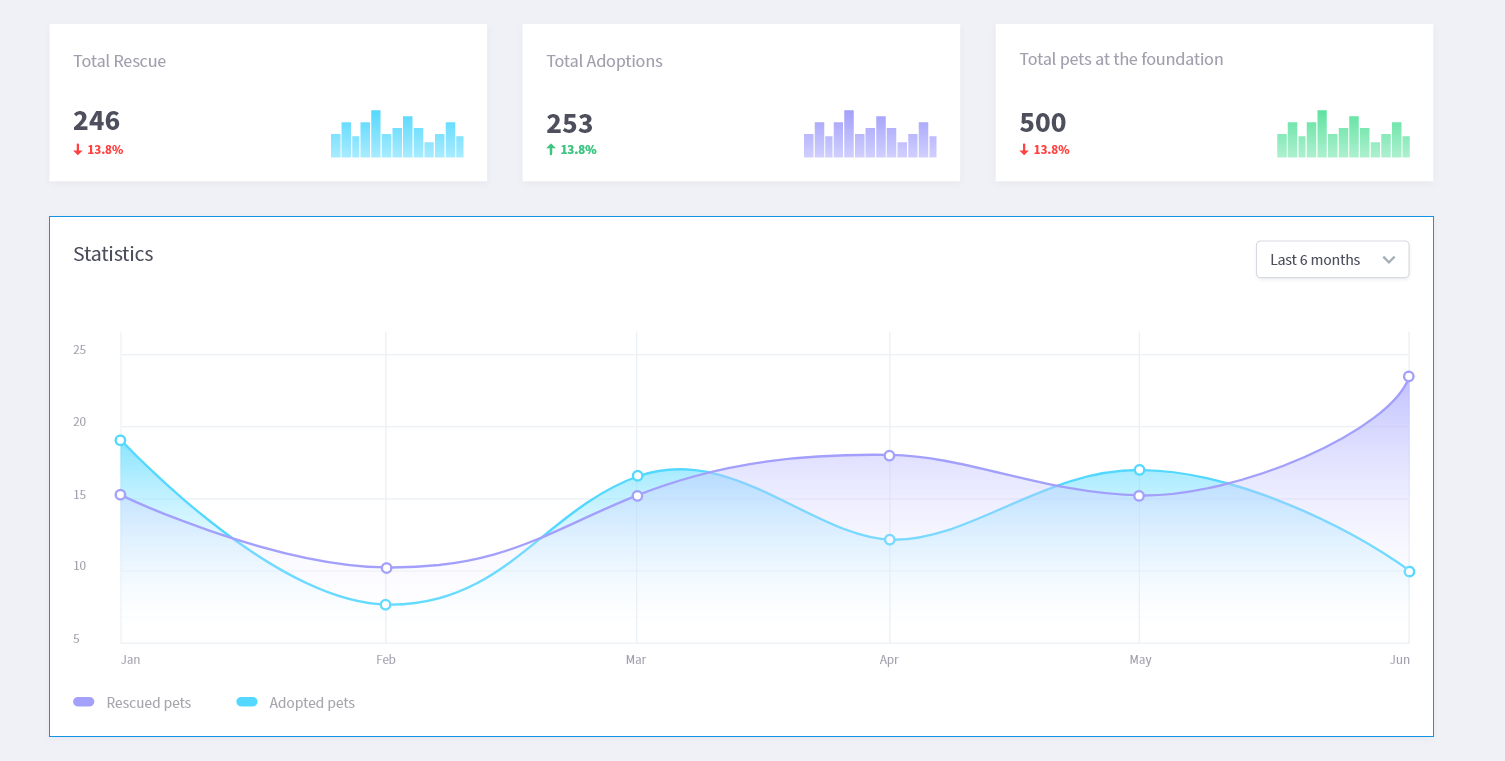 Total Rescue
246
↓ 13.8%
Total Adoptions
253
↑ 13.8%
Total pets at the foundation
500
↓ 13.8%
Statistics
Last 6 months
25
20
15
10
5
Jan Feb Mar Apr May Jun
Rescued pets Adopted pets